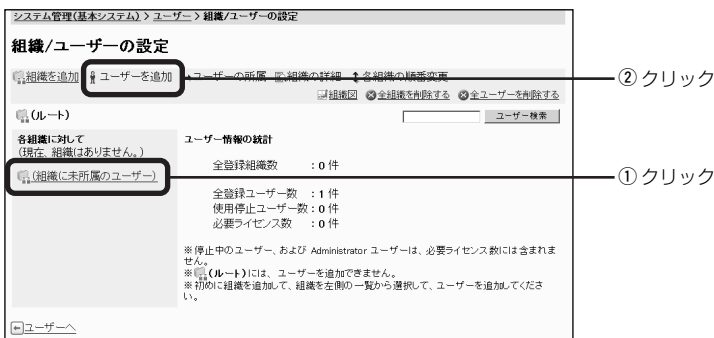 システム管理(基本システム) > ユーザー > 組織/ユーザーの設定
組織/ユーザーの設定
組織を追加 ユーザーを追加 ユーザーの所属 組織の詳細 各組織の順番変更
② クリック
組織図 全組織を削除する 全ユーザーを削除する
(ルート) ユーザー検索
各組織に対して
(現在、組織はありません。)
(組織に未所属のユーザー)
① クリック
ユーザー情報の統計
全登録組織数 : 0 件
全登録ユーザー数 : 1 件
使用停止ユーザー数 : 0 件
必要ライセンス数 : 0 件
※停止中のユーザー、および Administrator ユーザーは、必要ライセンス数には含まれま
せん。
※(ルート)には、ユーザーを追加できません。
※初めに組織を追加して、組織を左側の一覧から選択して、ユーザーを追加してくださ
い。
ユーザーへ